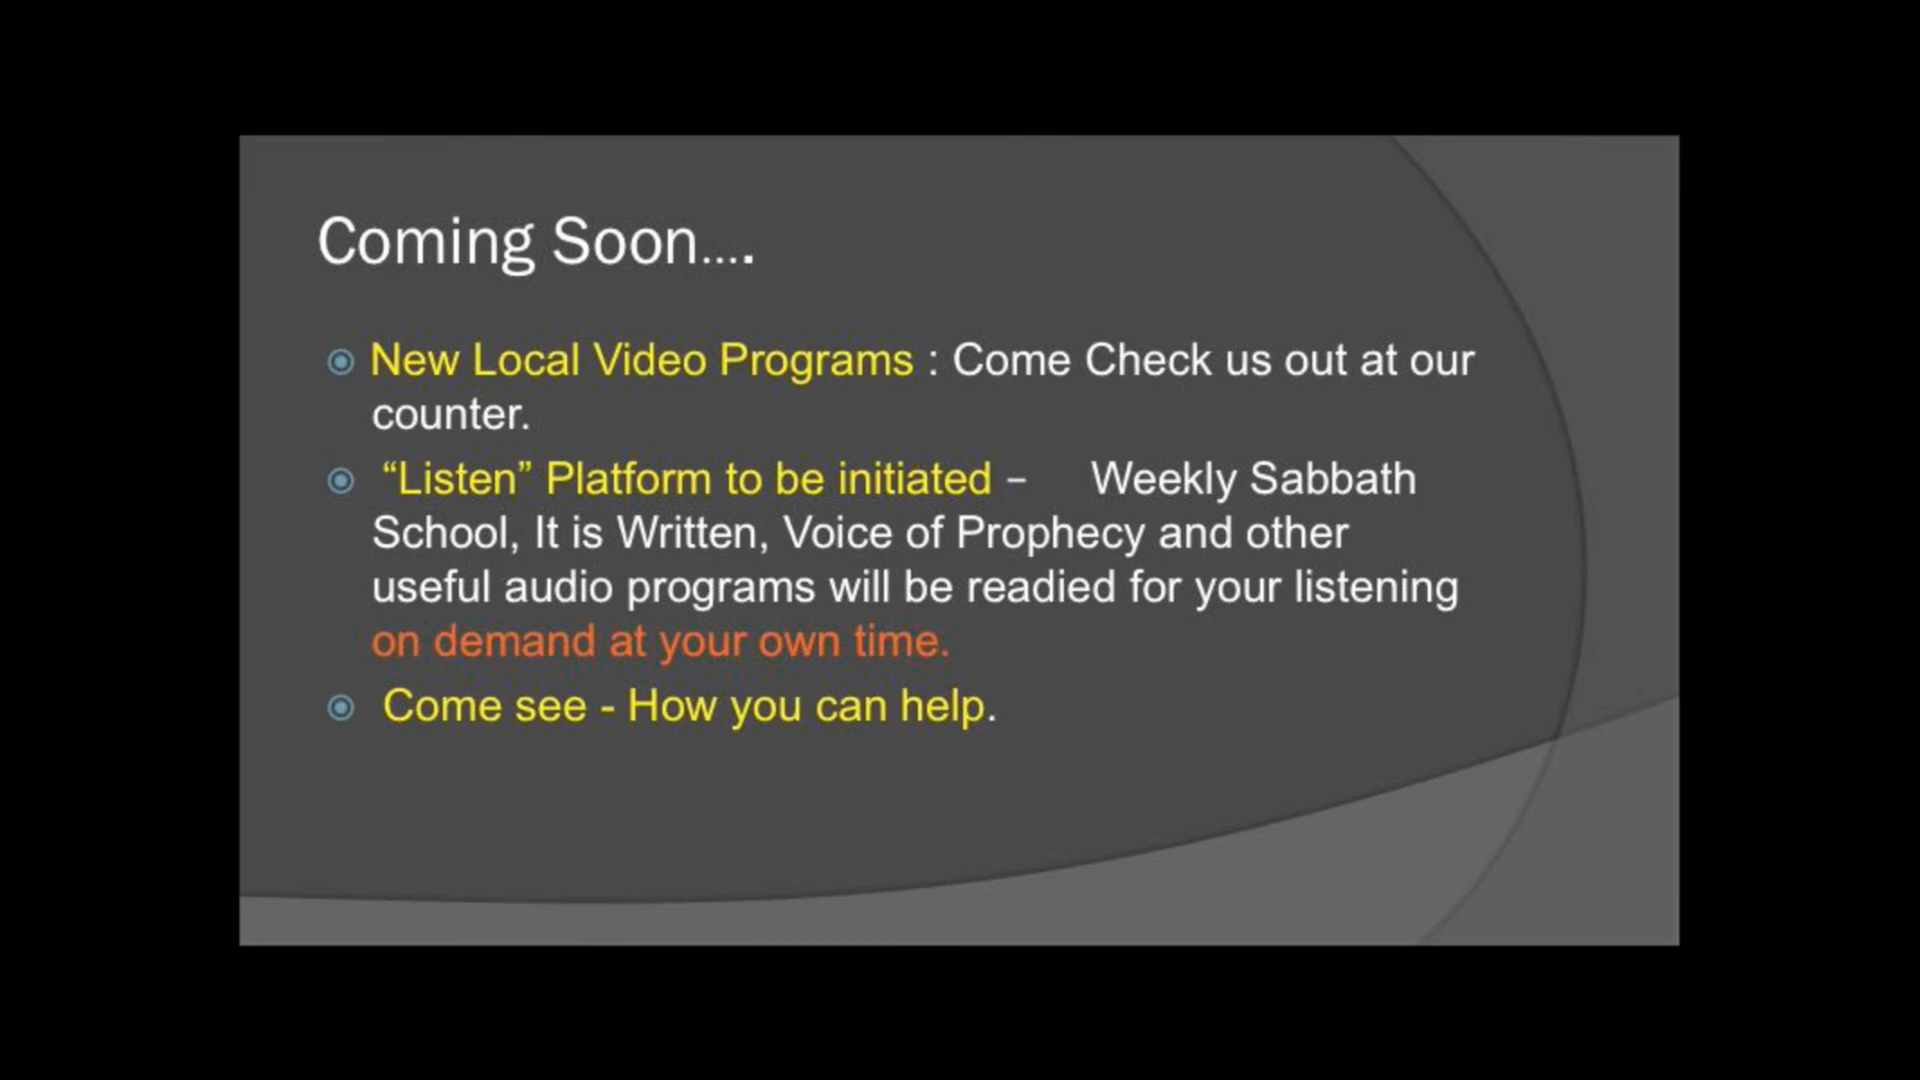 Coming Soon....
New Local Video Programs : Come Check us out at our
counter.
“Listen” Platform to be initiated – Weekly Sabbath
School, It is Written, Voice of Prophecy and other
useful audio programs will be readied for your listening
on demand at your own time.
Come see - How you can help.